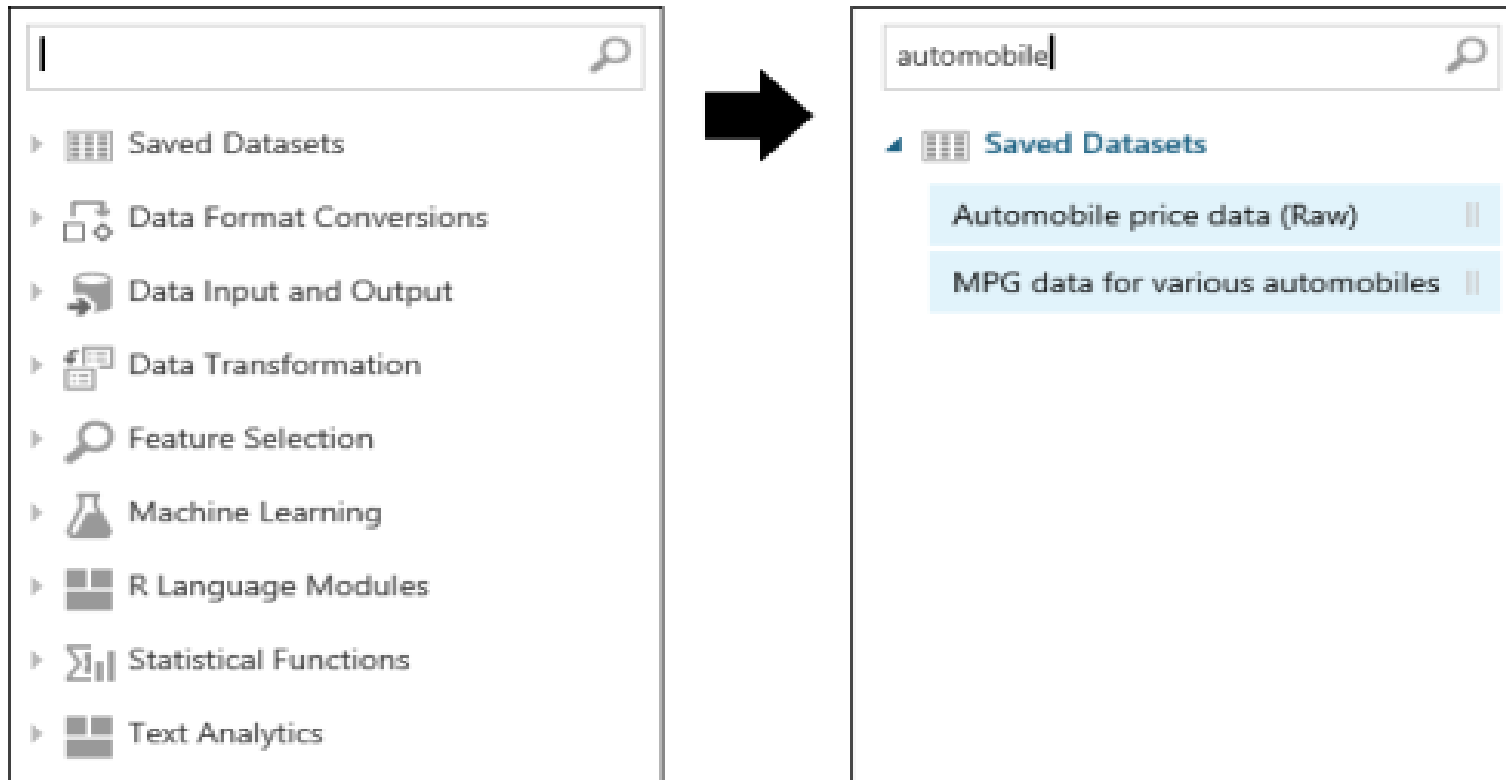 Saved Datasets
Data Format Conversions
Data Input and Output
Data Transformation
Feature Selection
Machine Learning
R Language Modules
Statistical Functions
Text Analytics
automobile
Saved Datasets
Automobile price data (Raw)
MPG data for various automobiles